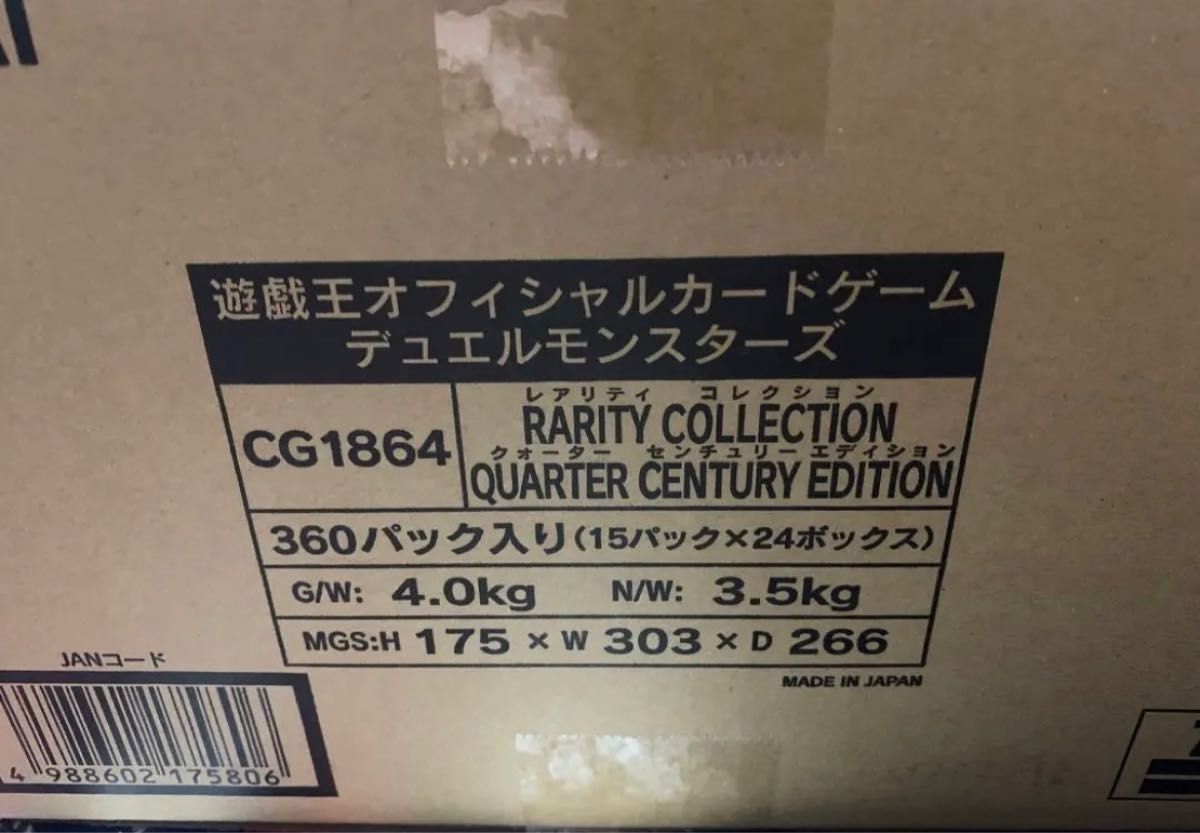 遊戯王オフィシャルカードゲーム
デュエルモンスターズ
CG1864
レアリティ コレクション
RARITY COLLECTION
クォーター センチュリー エディション
QUARTER CENTURY EDITION
360パック入り(15パック×24ボックス)
G/W: 4.0kg N/W: 3.5kg
MGS:H 175 × W 303 × D 266
MADE IN JAPAN
JANコード
4 988602 175806